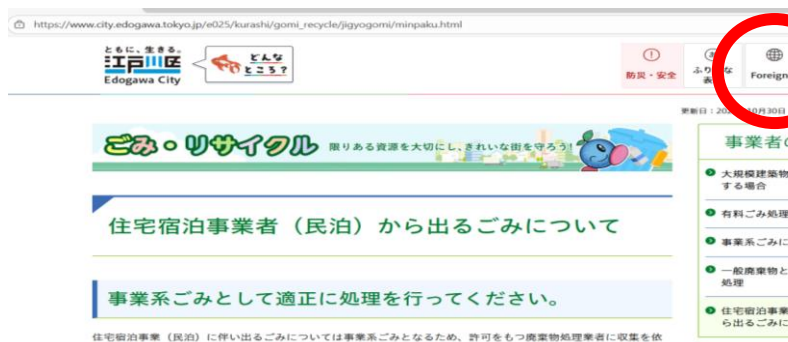 https://www.city.edogawa.tokyo.jp/e025/kurashi/gomi_recycle/jigyogomi/minpaku.html
ともに、生きる。
江戸川区
Edogawa City
どんな
ところ?
防災・安全
Foreign
ごみ・リサイクル 限りある資源を大切にし、きれいな街を守ろう!
事業者の
大規模建築物
する場合
有料ごみ処理
事業系ごみに
一般廃棄物と
処理
住宅宿泊事業
ら出るごみに
住宅宿泊事業者(民泊)から出るごみについて
事業系ごみとして適正に処理を行ってください。
住宅宿泊事業(民泊)に伴い出るごみについては事業系ごみとなるため、許可をもつ廃棄物処理業者に収集を依